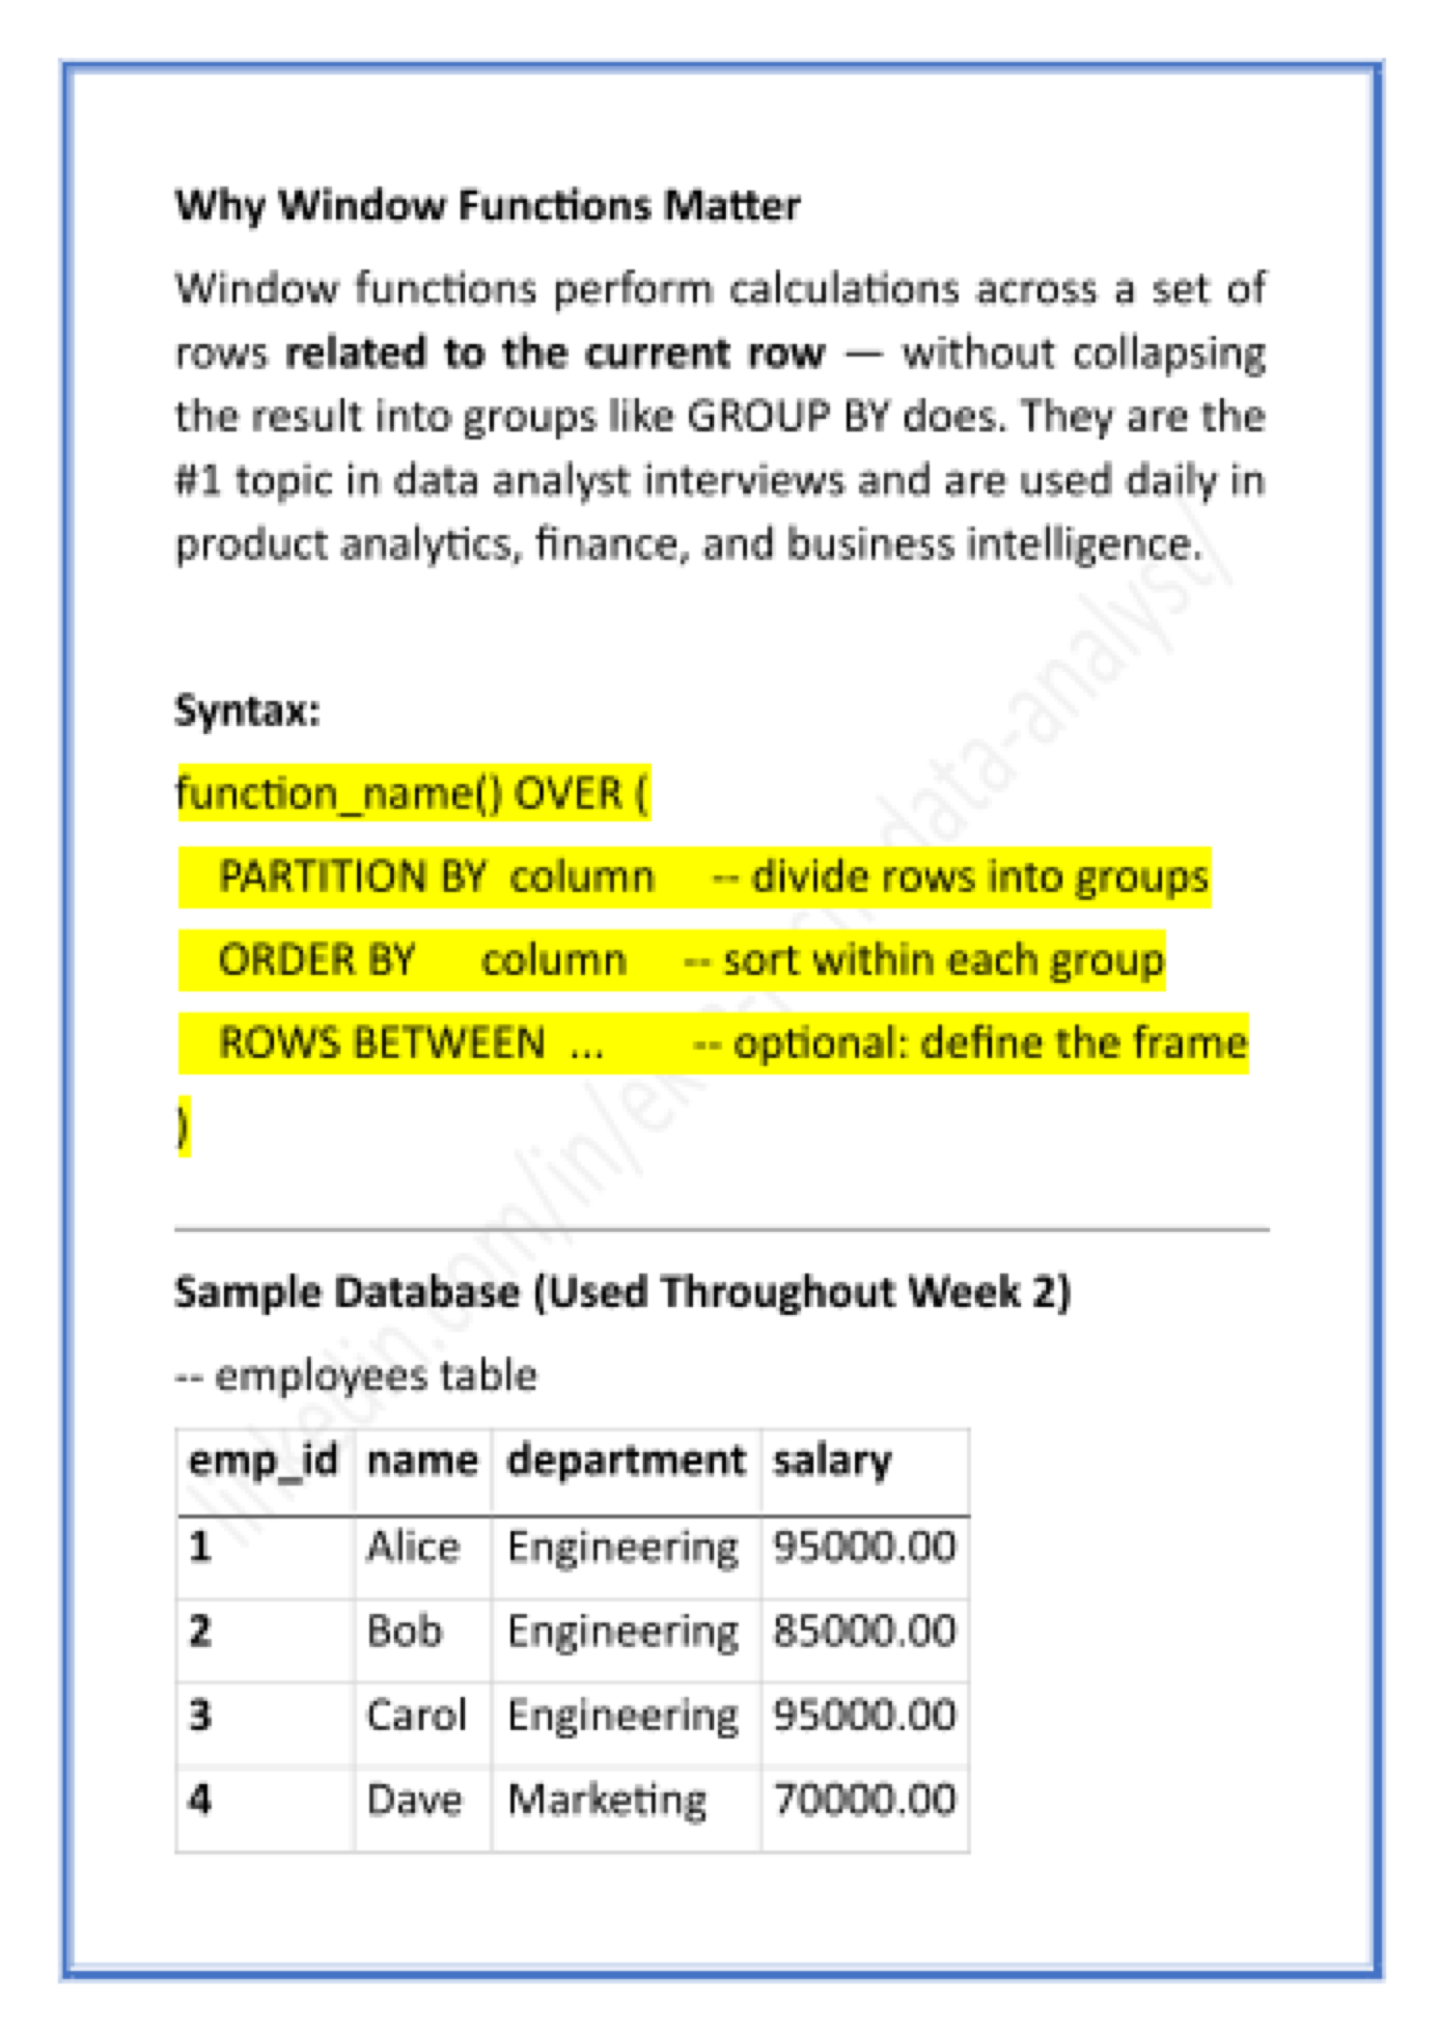 Why Window Functions Matter
Window functions perform calculations across a set of
rows related to the current row — without collapsing
the result into groups like GROUP BY does. They are the
#1 topic in data analyst interviews and are used daily in
product analytics, finance, and business intelligence.
Syntax:
function_name() OVER (
PARTITION BY column -- divide rows into groups
ORDER BY column -- sort within each group
ROWS BETWEEN ... -- optional: define the frame
)
Sample Database (Used Throughout Week 2)
-- employees table
emp_id name department salary
1 Alice Engineering 95000.00
2 Bob Engineering 85000.00
3 Carol Engineering 95000.00
4 Dave Marketing 70000.00